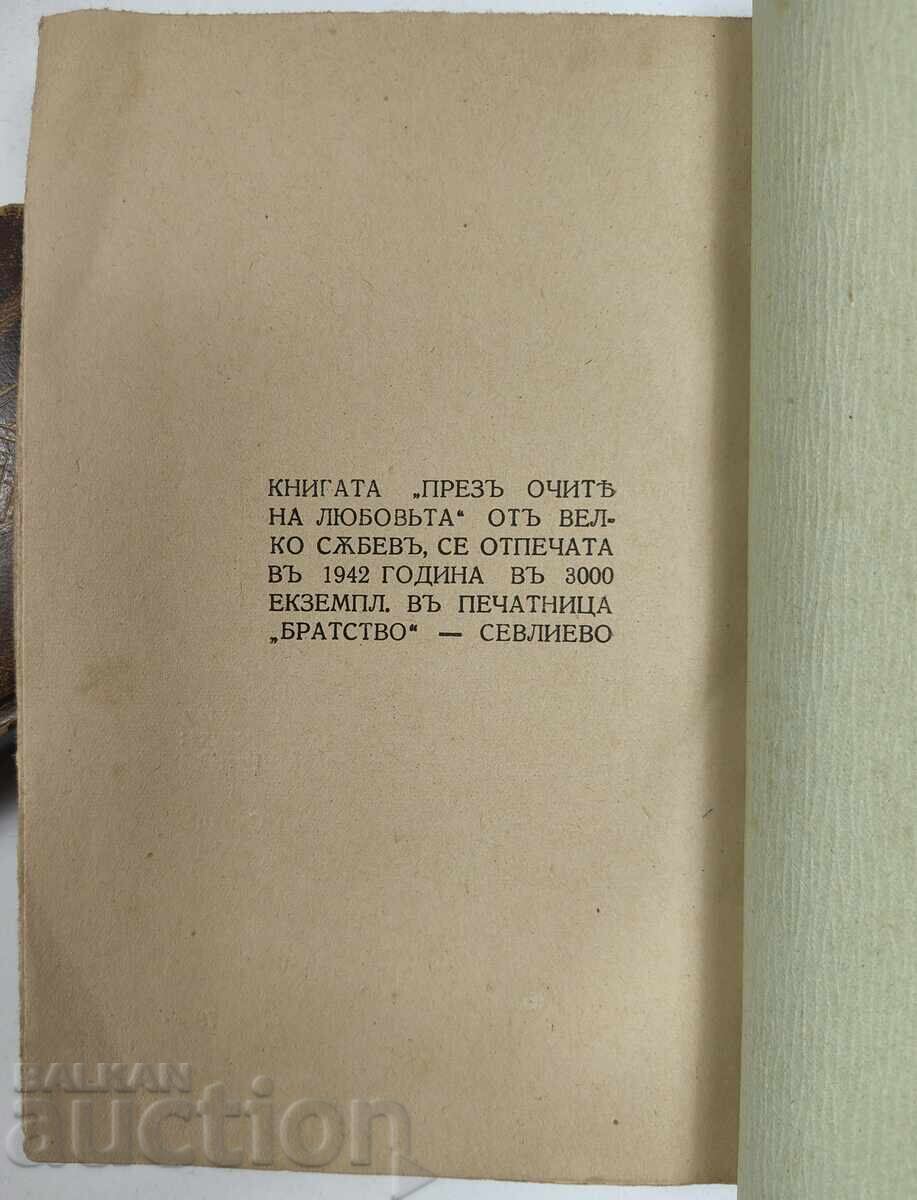 КНИГАТА „ПРЕЗЪ ОЧИТѢ
НА ЛЮБОВЬТА“ ОТЪ ВЕЛ-
КО СѪБЕВЪ, СЕ ОТПЕЧАТА
ВЪ 1942 ГОДИНА ВЪ 3000
ЕКЗЕМПЛ. ВЪ ПЕЧАТНИЦА
„БРАТСТВО“ — СЕВЛИЕВО
BALKAN
auction